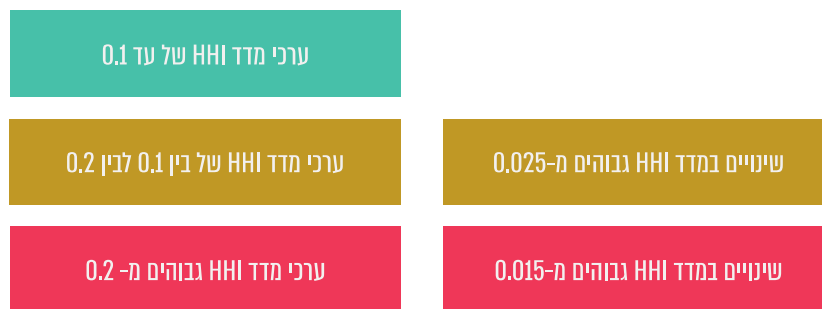 ערכי מדד HHI של עד 0.1
שינויים במדד HHI גבוהים מ-0.025
ערכי מדד HHI של בין 0.1 לבין 0.2
שינויים במדד HHI גבוהים מ-0.015
ערכי מדד HHI גבוהים מ- 0.2